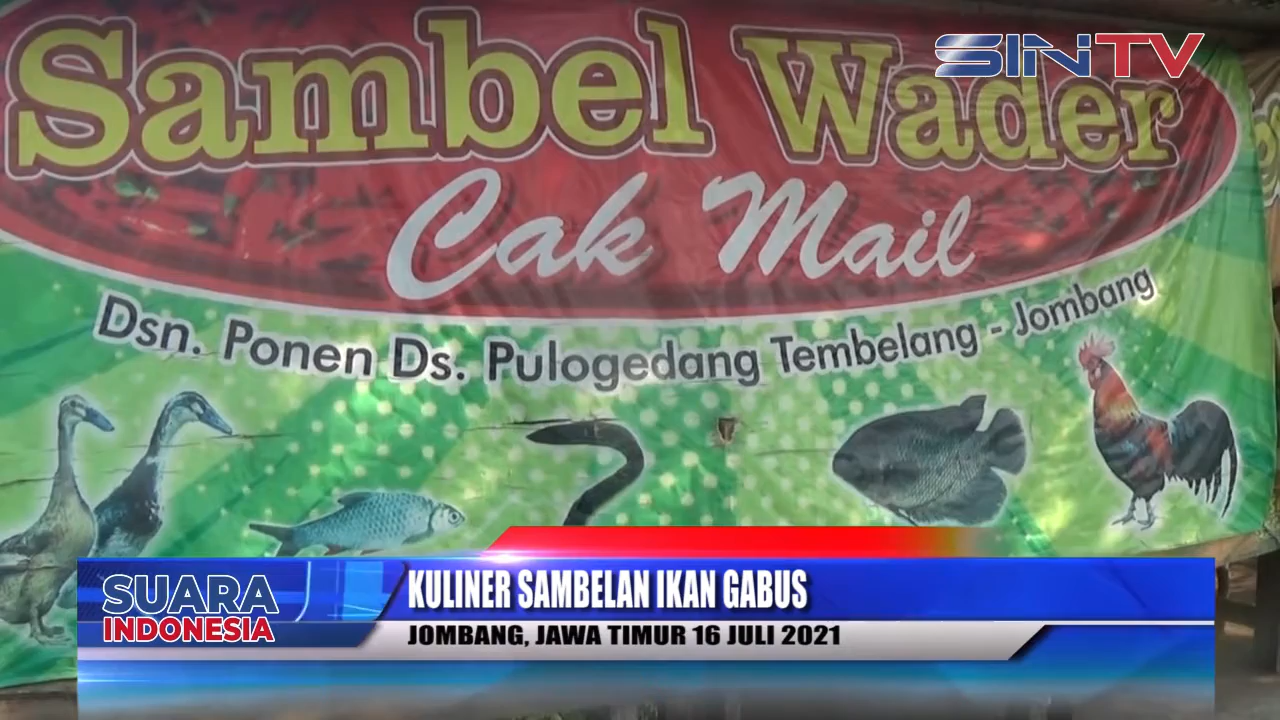 SINTV
Sambel Wader
Cak Mail
Dsn. Ponen Ds. Pulogedang Tembelang - Jombang
SUARA
INDONESIA
KULINER SAMBELAN IKAN GABUS
JOMBANG, JAWA TIMUR 16 JULI 2021